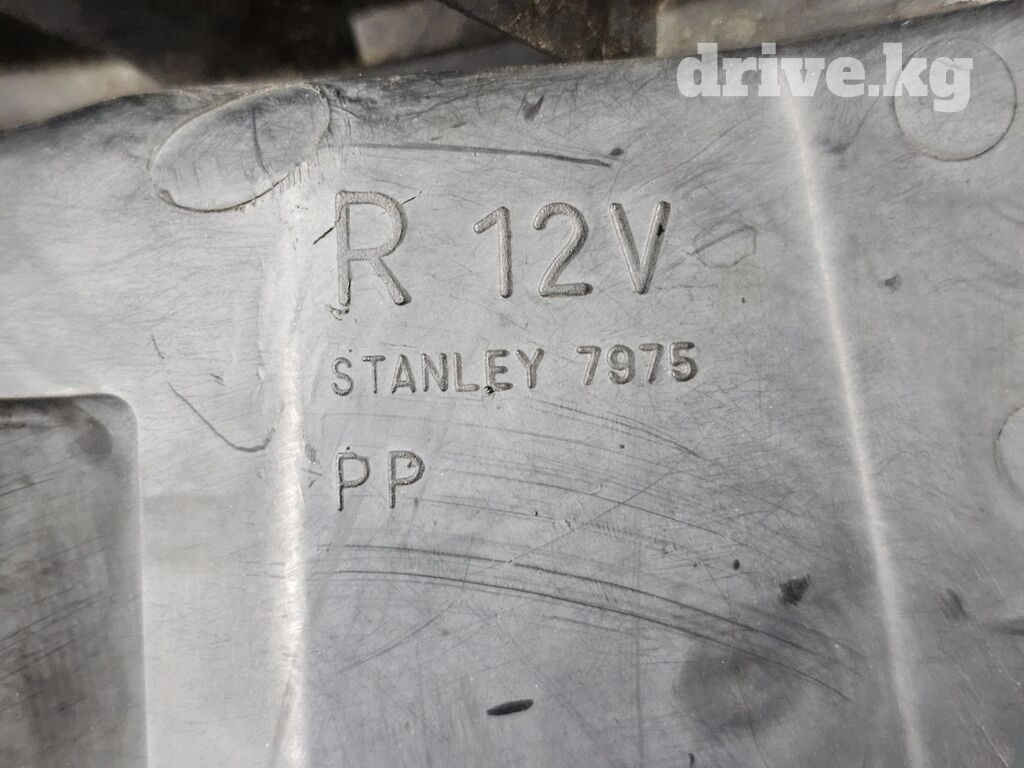 drive.kg
R 12V
STANLEY 7975
PP